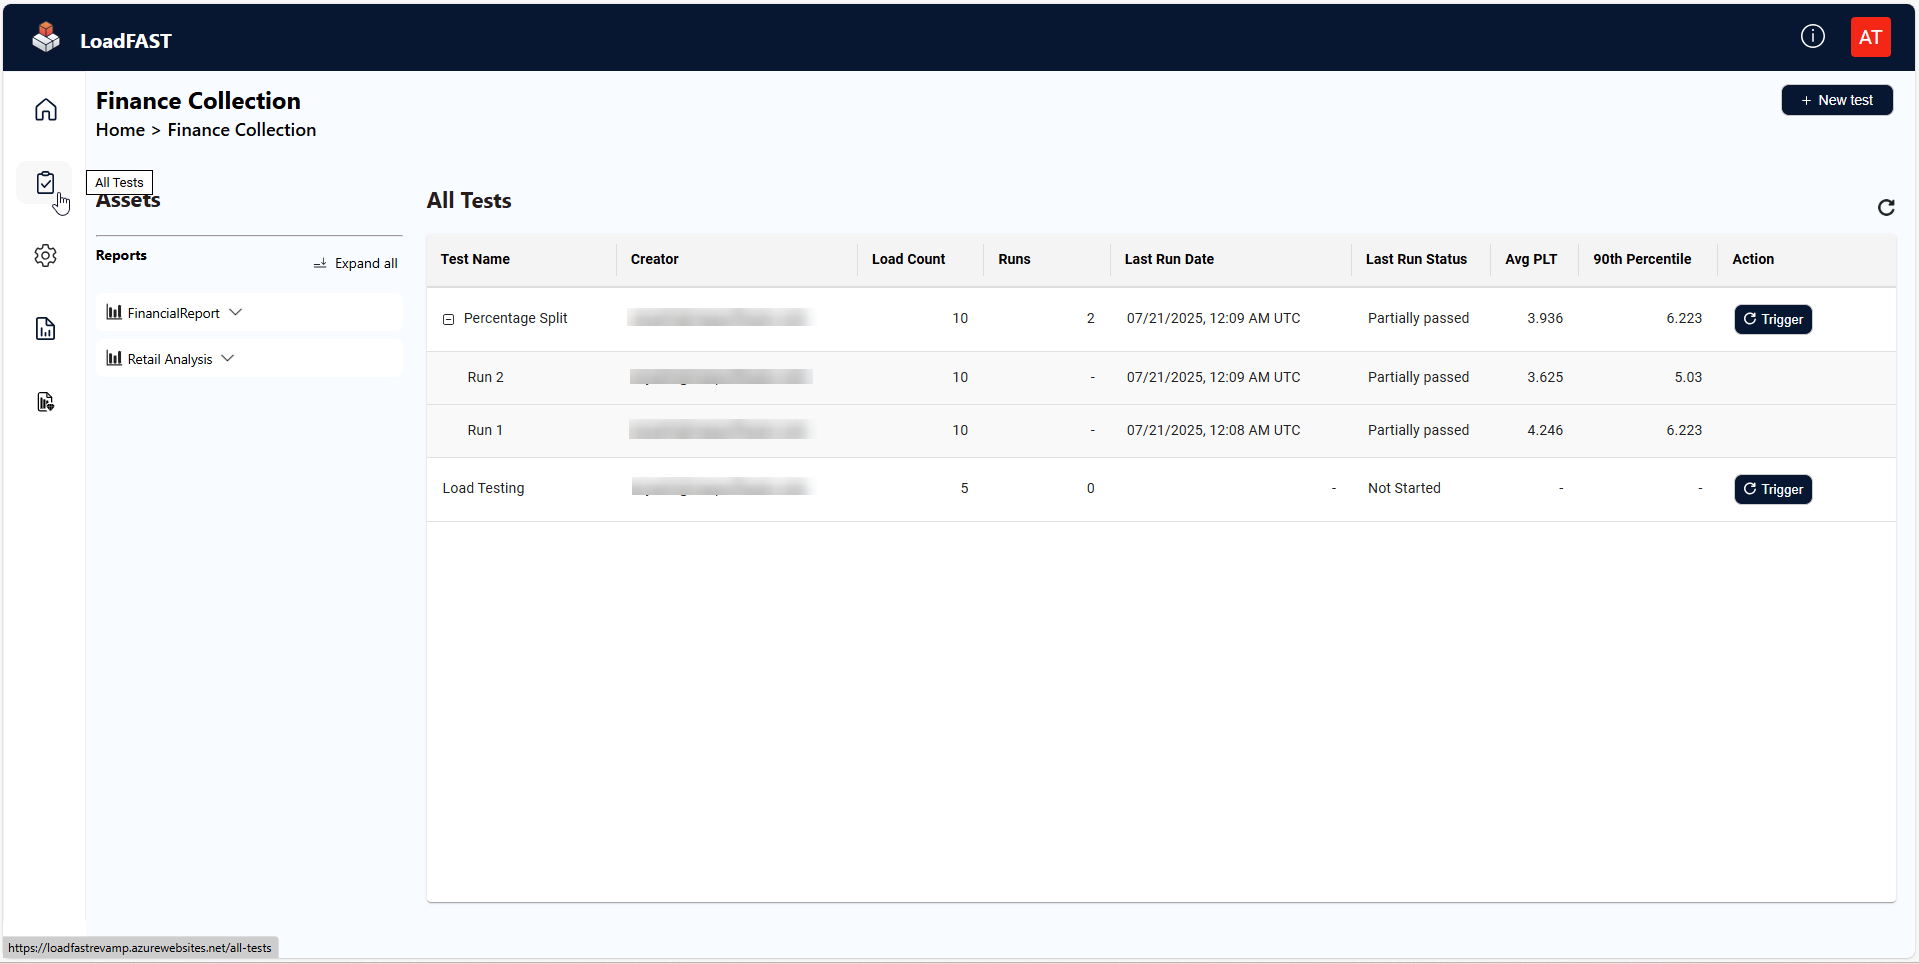 LoadFAST
AT
Finance Collection
+ New test
Home > Finance Collection
All Tests
Assets
All Tests
Reports
Expand all
FinancialReport
Retail Analysis
Test Name Creator Load Count Runs Last Run Date Last Run Status Avg PLT 90th Percentile Action
Percentage Split 10 2 07/21/2025, 12:09 AM UTC Partially passed 3.936 6.223 Trigger
Run 2 10 - 07/21/2025, 12:09 AM UTC Partially passed 3.625 5.03
Run 1 10 - 07/21/2025, 12:08 AM UTC Partially passed 4.246 6.223
Load Testing 5 0 - Not Started - - Trigger
https://loadfastrevamp.azurewebsites.net/all-tests